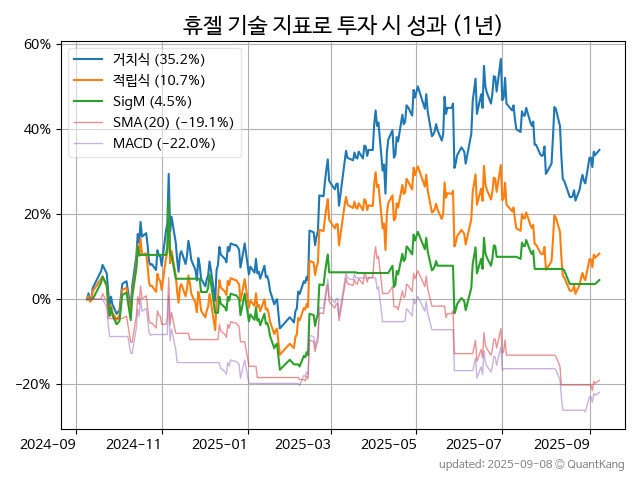 휴젤 기술 지표로 투자 시 성과 (1년)
거치식 (35.2%)
적립식 (10.7%)
SigM (4.5%)
SMA(20) (−19.1%)
MACD (−22.0%)
60%
40%
20%
0%
−20%
2024-09 2024-11 2025-01 2025-03 2025-05 2025-07 2025-09
updated: 2025-09-08 © QuantKang